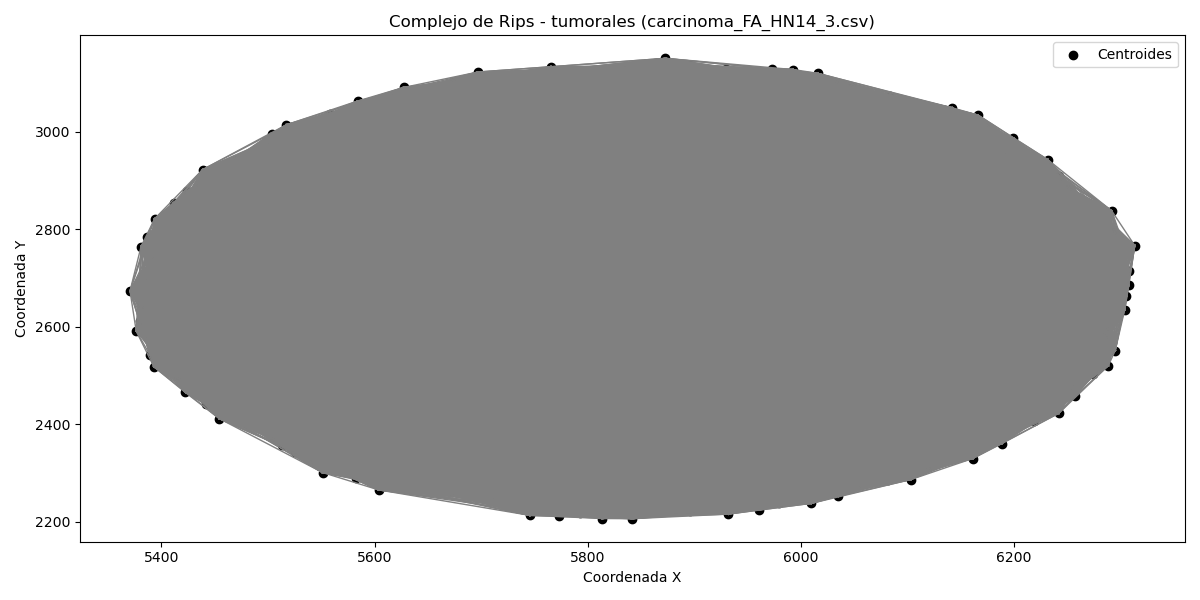 Complejo de Rips - tumorales (carcinoma_FA_HN14_3.csv)
Centroides
Coordenada Y
3000
2800
2600
2400
2200
5400 5600 5800 6000 6200
Coordenada X